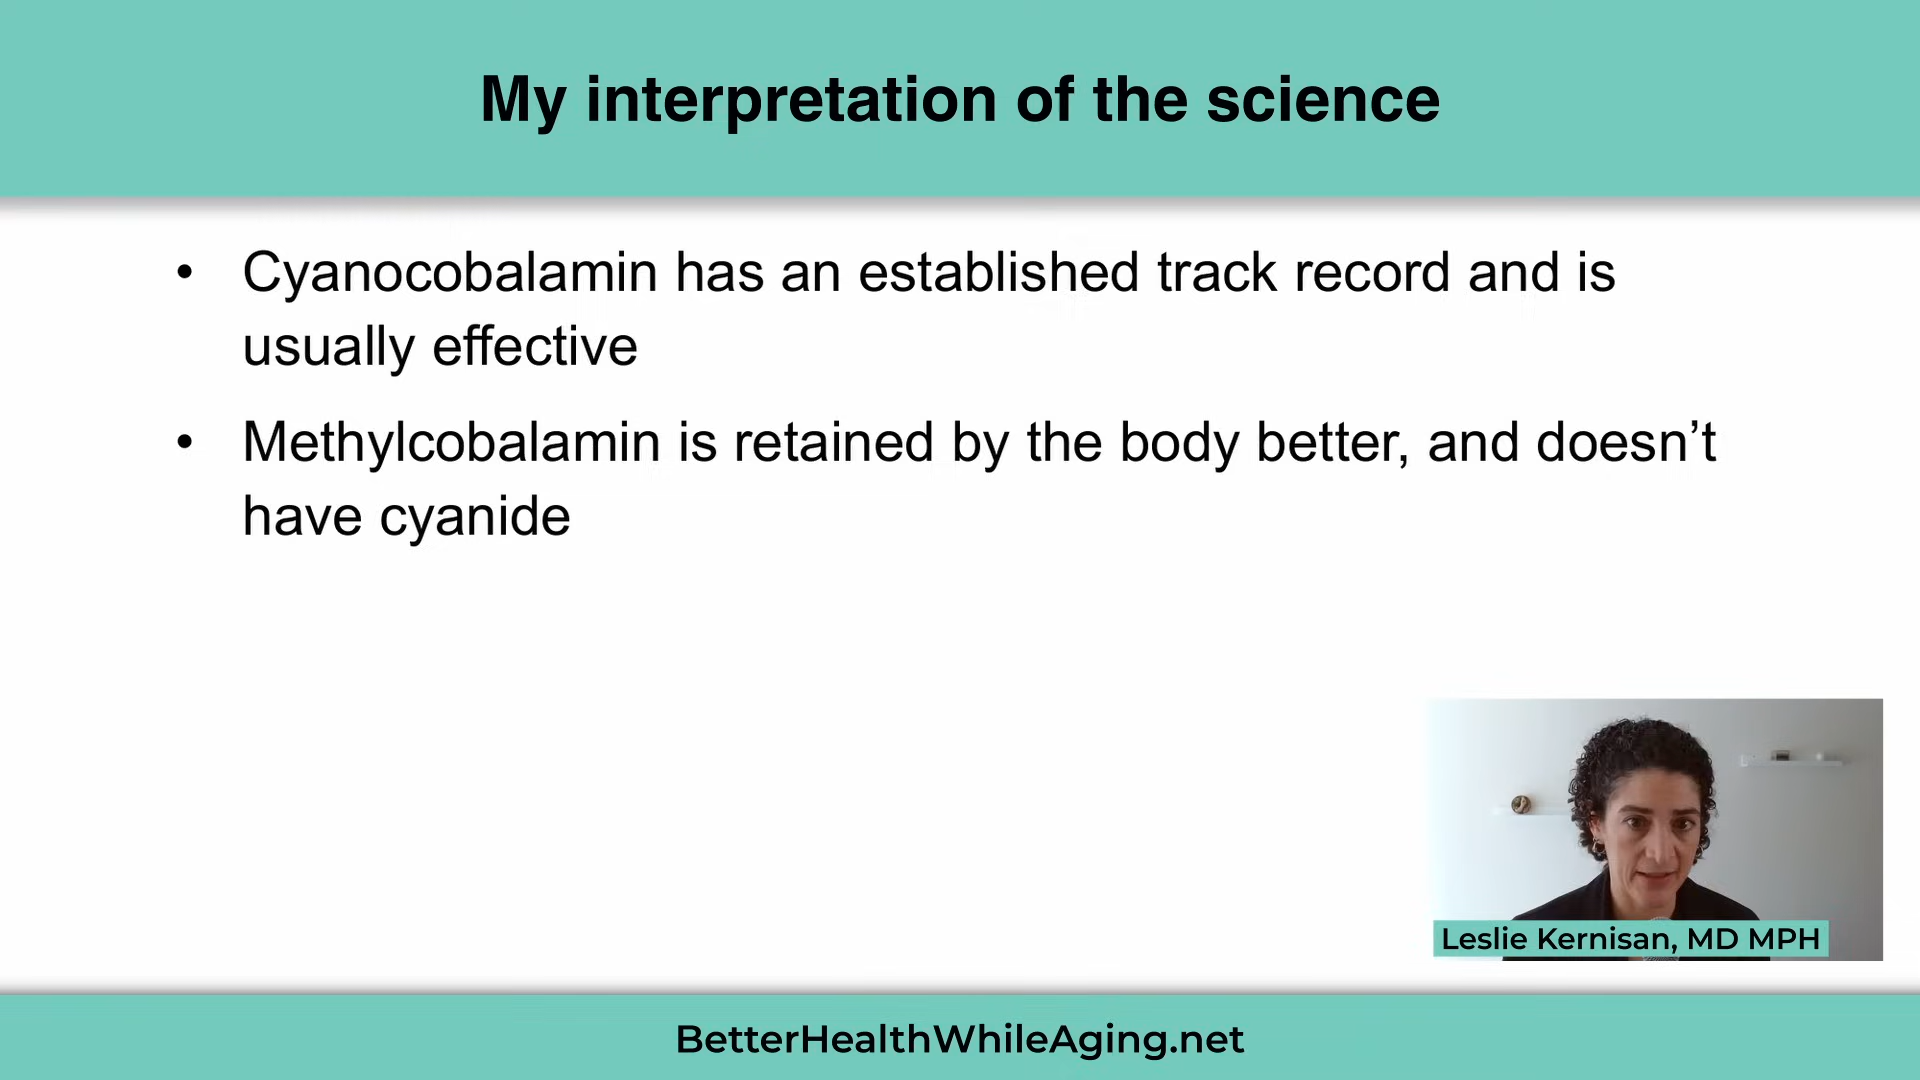 My interpretation of the science
• Cyanocobalamin has an established track record and is
usually effective
• Methylcobalamin is retained by the body better, and doesn’t
have cyanide
Leslie Kernisan, MD MPH
BetterHealthWhileAging.net